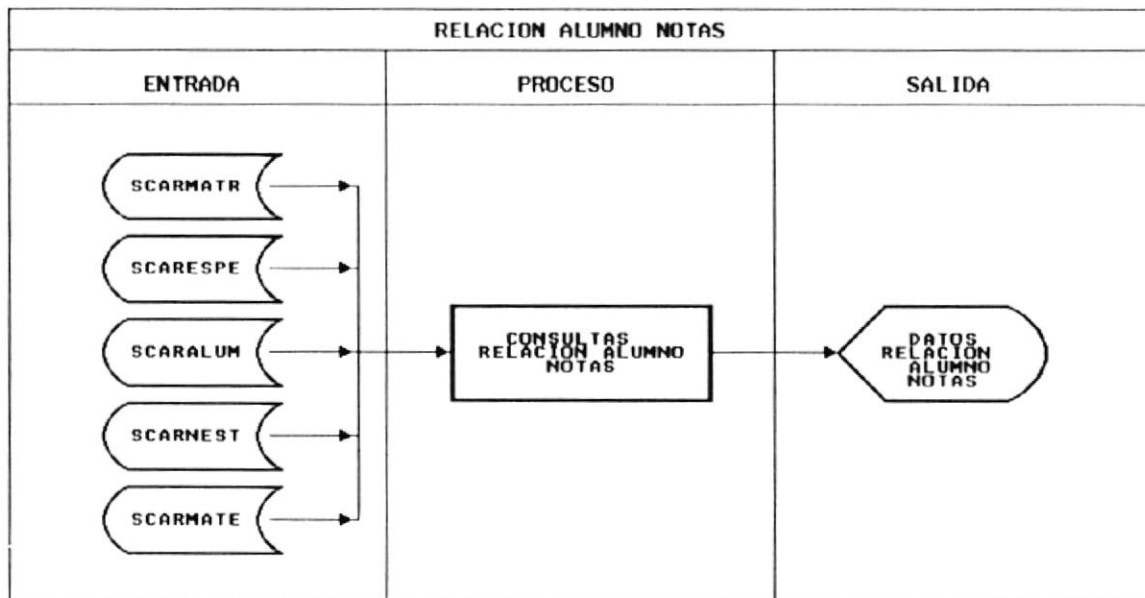 RELACION ALUMNO NOTAS
ENTRADA
PROCESO
SALIDA
SCARMATR
SCARESPE
SCARALUM
SCARNEST
SCARMATE
CONSULTAS
RELACION ALUMNO
NOTAS
DATOS
RELACION
ALUMNO
NOTAS